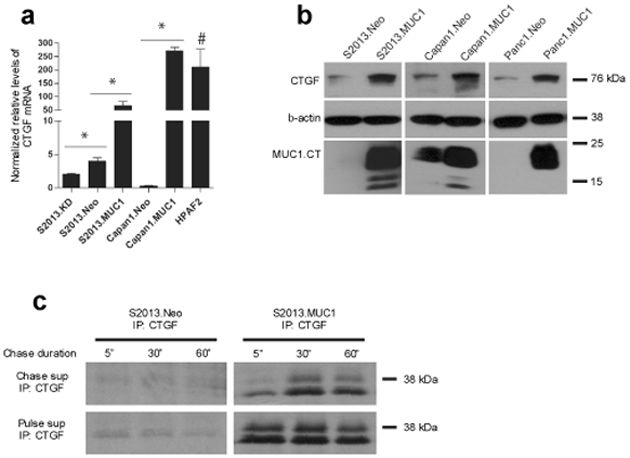 a
Normalized relative levels of
CTGF mRNA
300
250
200
150
100
50
10
5
0
*
*
*
#
S2013.KD
S2013.Neo
S2013.MUC1
Capan1.Neo
Capan1.MUC1
HPAF2
b
S2013.Neo
S2013.MUC1
Capan1.Neo
Capan1.MUC1
Panc1.Neo
Panc1.MUC1
CTGF
76 kDa
b-actin
38
MUC1.CT
25
15
c
S2013.Neo
IP: CTGF
S2013.MUC1
IP: CTGF
Chase duration
5"
30"
60"
5"
30"
60"
Chase sup
IP: CTGF
38 kDa
Pulse sup
IP: CTGF
38 kDa